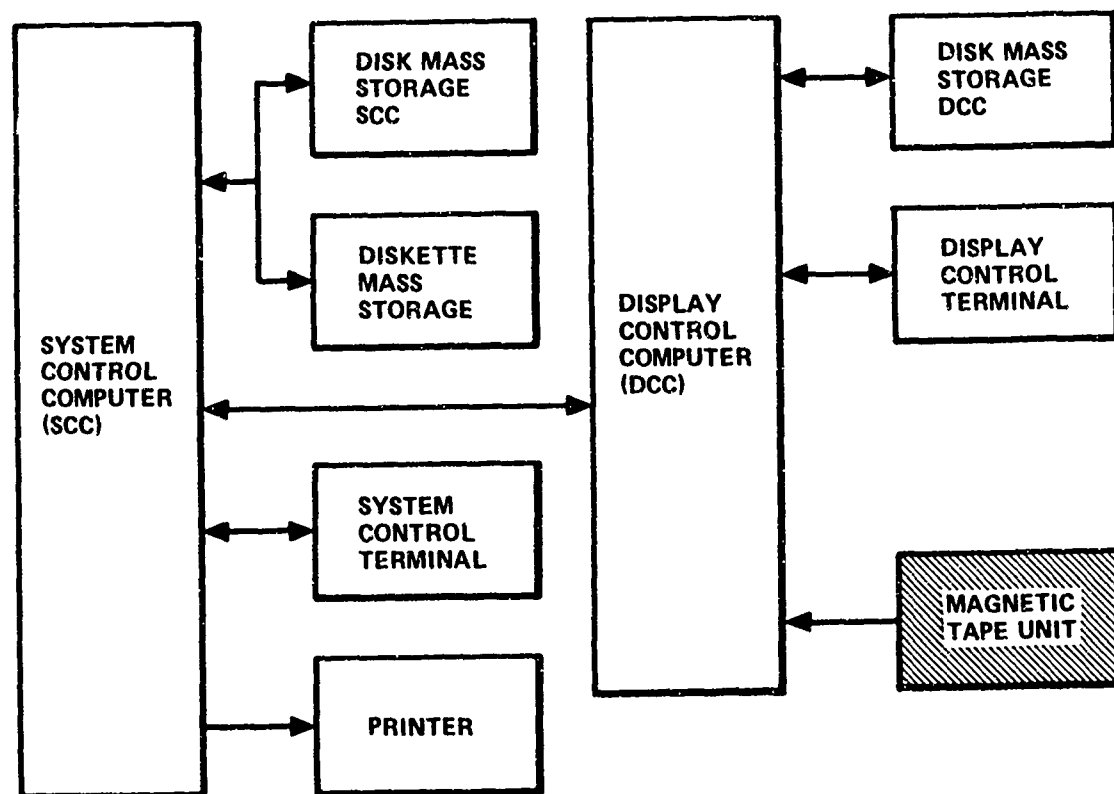 SYSTEM
CONTROL
COMPUTER
(SCC)
DISK MASS
STORAGE
SCC
DISKETTE
MASS
STORAGE
SYSTEM
CONTROL
TERMINAL
PRINTER
DISPLAY
CONTROL
COMPUTER
(DCC)
DISK MASS
STORAGE
DCC
DISPLAY
CONTROL
TERMINAL
MAGNETIC
TAPE UNIT